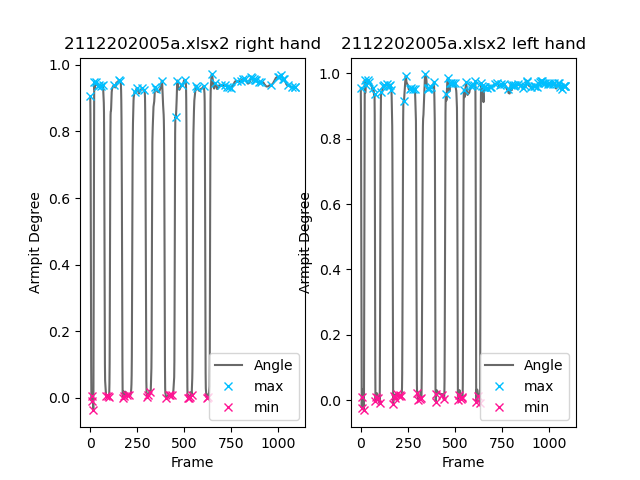 2112202005a.xlsx2 right hand
1.0
0.8
0.6
0.4
0.2
0.0
Armpit Degree
0
250
500
750
1000
Frame
Angle
max
min
2112202005a.xlsx2 left hand
1.0
0.8
0.6
0.4
0.2
0.0
Armpit Degree
0
250
500
750
1000
Frame
Angle
max
min